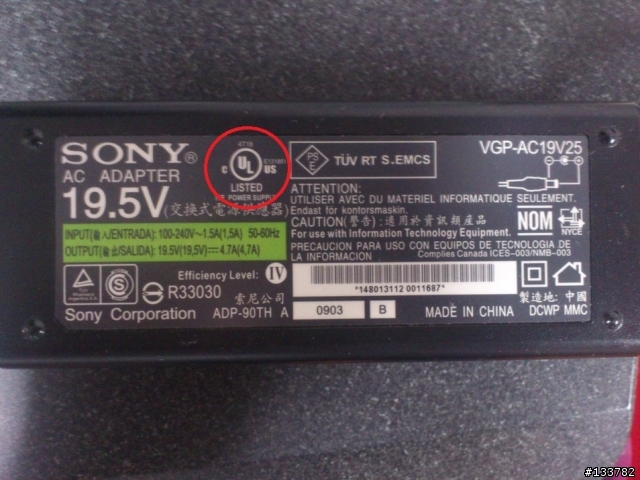 SONY®
AC ADAPTER
19.5V (交換式電源供應器)
INPUT(輸入/ENTRADA): 100-240V~1.5A(1,5A) 50-60Hz
OUTPUT(輸出/SALIDA): 19.5V(19,5V) 4.7A(4,7A)
Efficiency Level: IV
R33030 索尼公司
Sony Corporation ADP-90TH A
4T18
C UL US
LISTED
POWER SUPPLY
PS E TÜV RT S.EMCS
VGP-AC19V25
ATTENTION:
UTILISER AVEC DU MATERIEL INFORMATIQUE SEULEMENT.
Endast för kontorsmaskin.
CAUTION(警告):適用於資訊類產品
For use with Information Technology Equipment.
NOM
NYCE
PRECAUCION PARA USO CON EQUIPOS DE TECNOLOGIA DE
LA INFORMACION Complies Canada ICES-003/NMB-003
*148013112 0011687*
0903 B
MADE IN CHINA
製造地: 中國
DCWP MMC
#133782